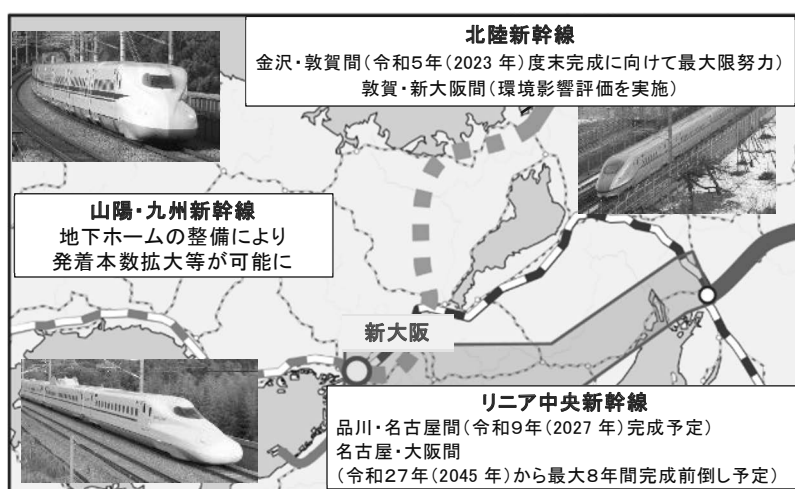 北陸新幹線
金沢・敦賀間(令和5年(2023 年)度末完成に向けて最大限努力)
敦賀・新大阪間(環境影響評価を実施)
山陽・九州新幹線
地下ホームの整備により
発着本数拡大等が可能に
新大阪
リニア中央新幹線
品川・名古屋間(令和9年(2027 年)完成予定)
名古屋・大阪間
(令和27年(2045 年)から最大8年間完成前倒し予定)